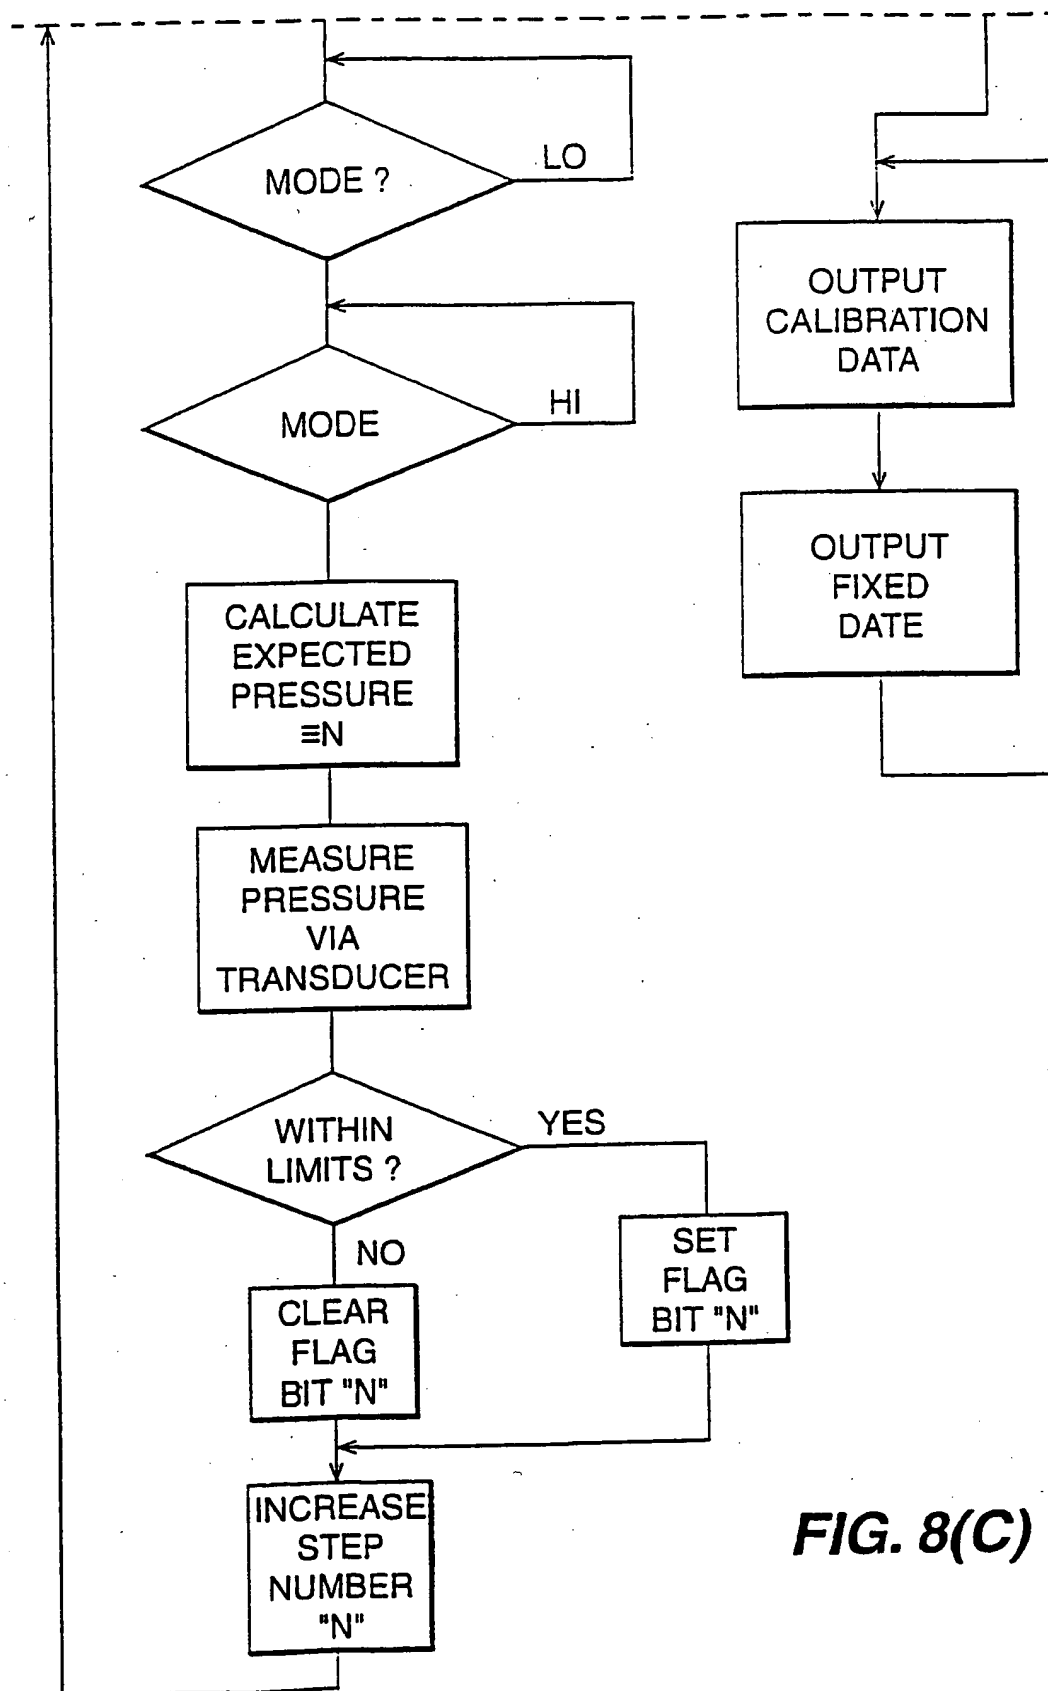 MODE ?
LO
MODE
HI
CALCULATE
EXPECTED
PRESSURE
≡N
MEASURE
PRESSURE
VIA
TRANSDUCER
WITHIN
LIMITS ?
YES
NO
CLEAR
FLAG
BIT "N"
SET
FLAG
BIT "N"
INCREASE
STEP
NUMBER
"N"
OUTPUT
CALIBRATION
DATA
OUTPUT
FIXED
DATE
FIG. 8(C)